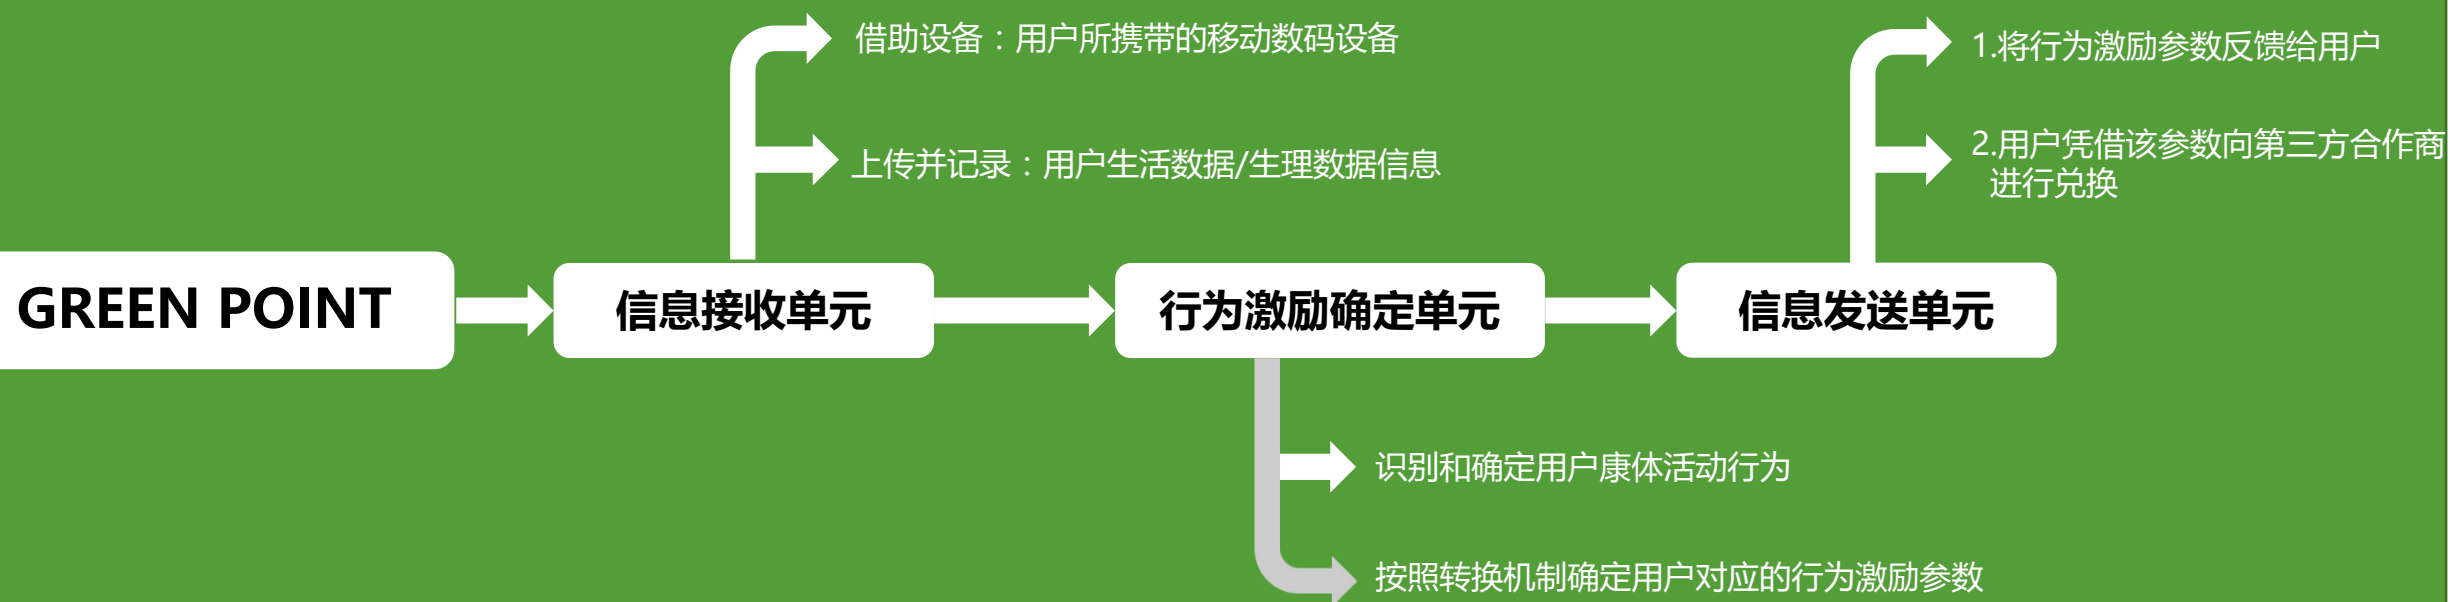 借助设备：用户所携带的移动数码设备
上传并记录：用户生活数据/生理数据信息
1.将行为激励参数反馈给用户
2.用户凭借该参数向第三方合作商
进行兑换
GREEN POINT
信息接收单元
行为激励确定单元
信息发送单元
识别和确定用户康体活动行为
按照转换机制确定用户对应的行为激励参数